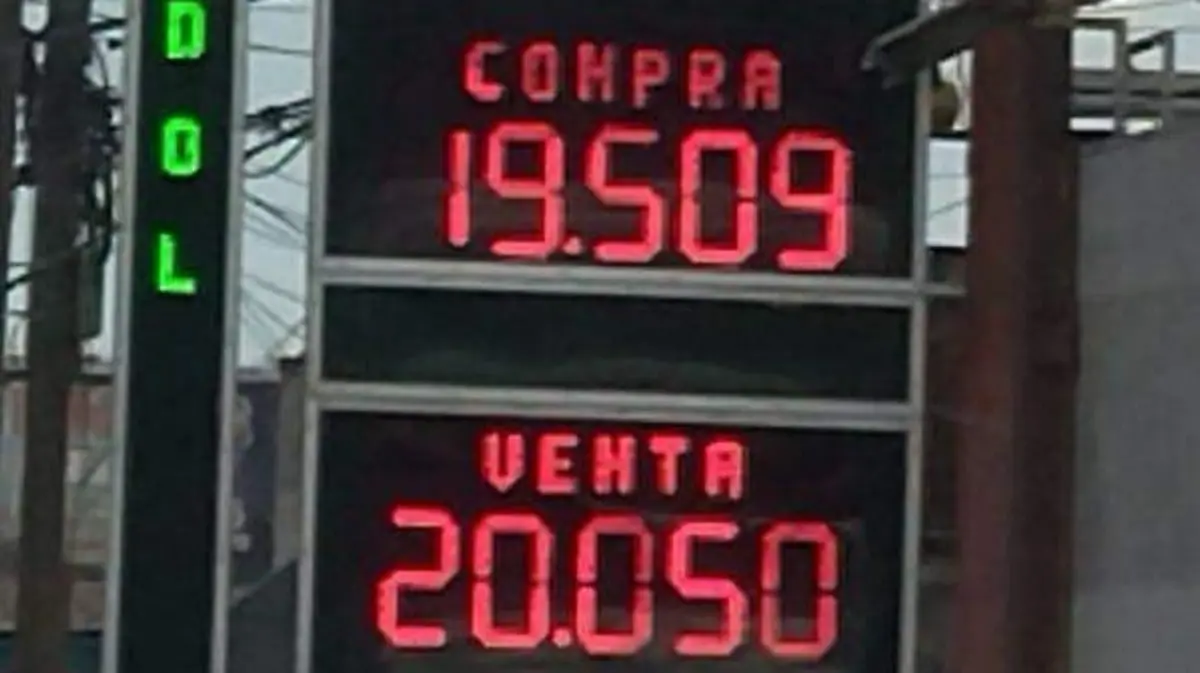 D
O
L
COMPRA
19.509
VENTA
20.050